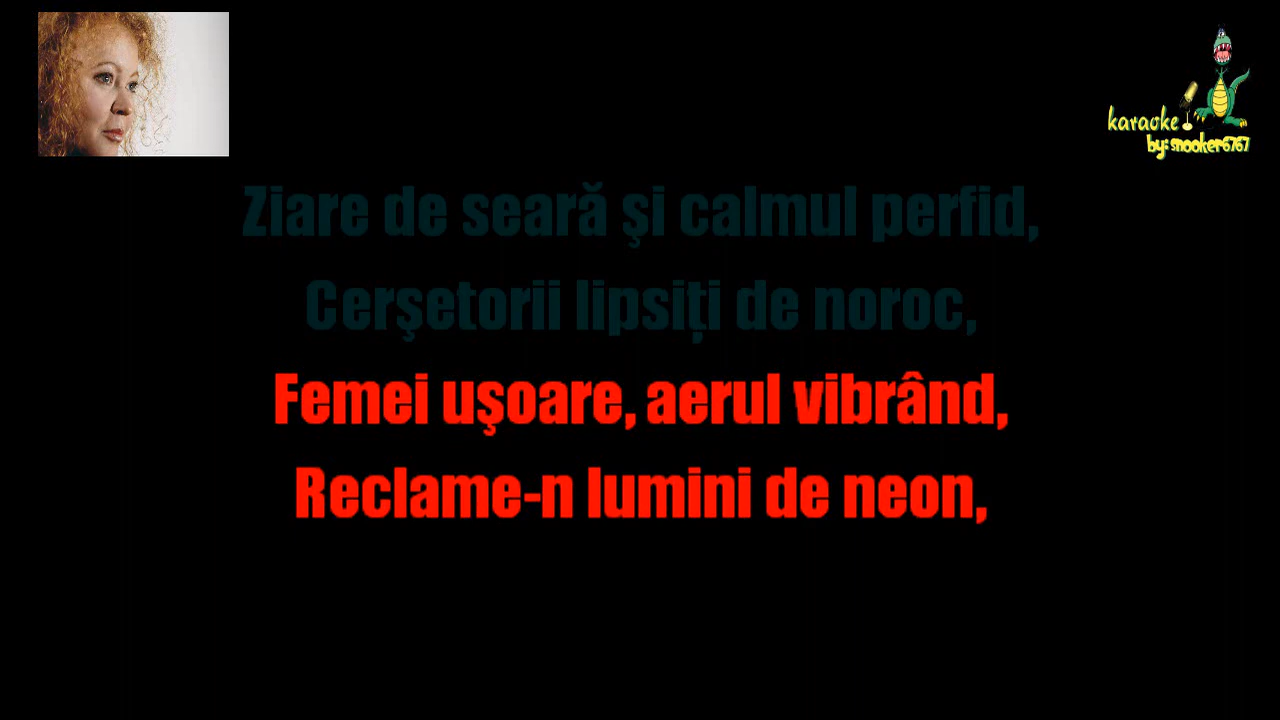 karaoke
by: snooker6767
Ziare de seară şi calmul perfid,
Cerşetorii lipsiţi de noroc,
Femei uşoare, aerul vibrând,
Reclame-n lumini de neon,